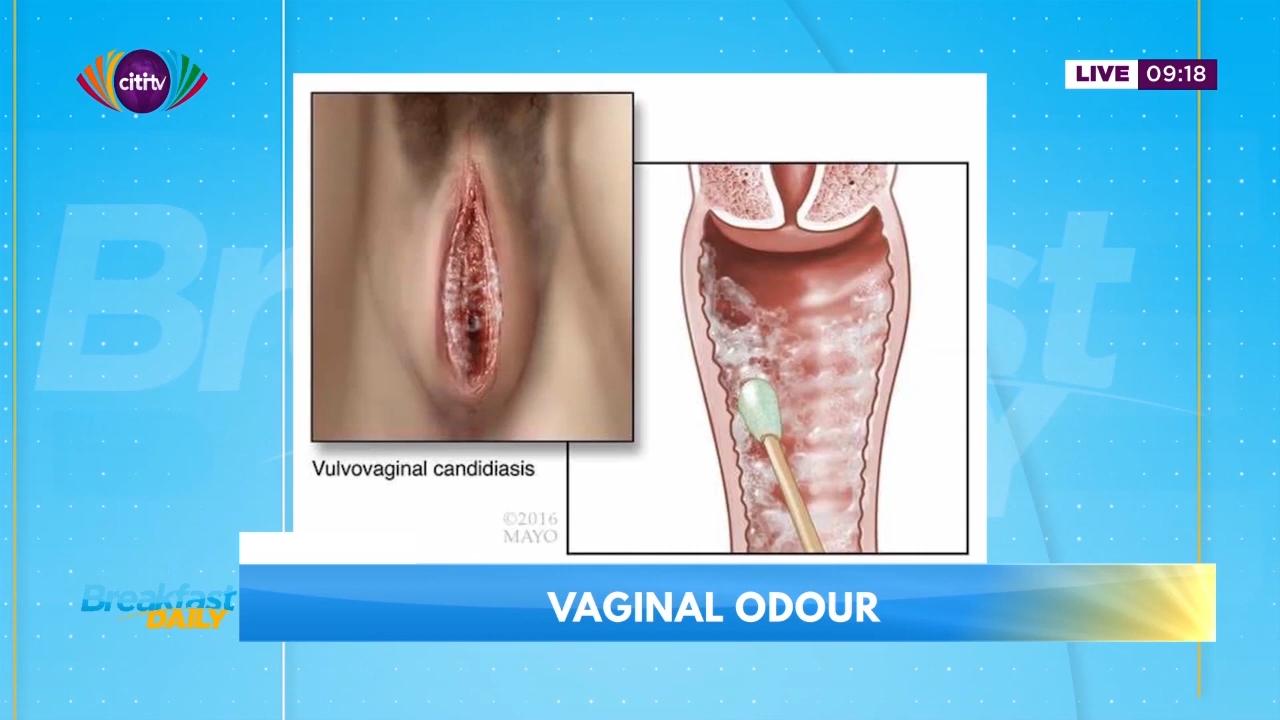 citi tv
LIVE 09:18
Vulvovaginal candidiasis
©2016
MAYO
Breakfast
DAILY
VAGINAL ODOUR